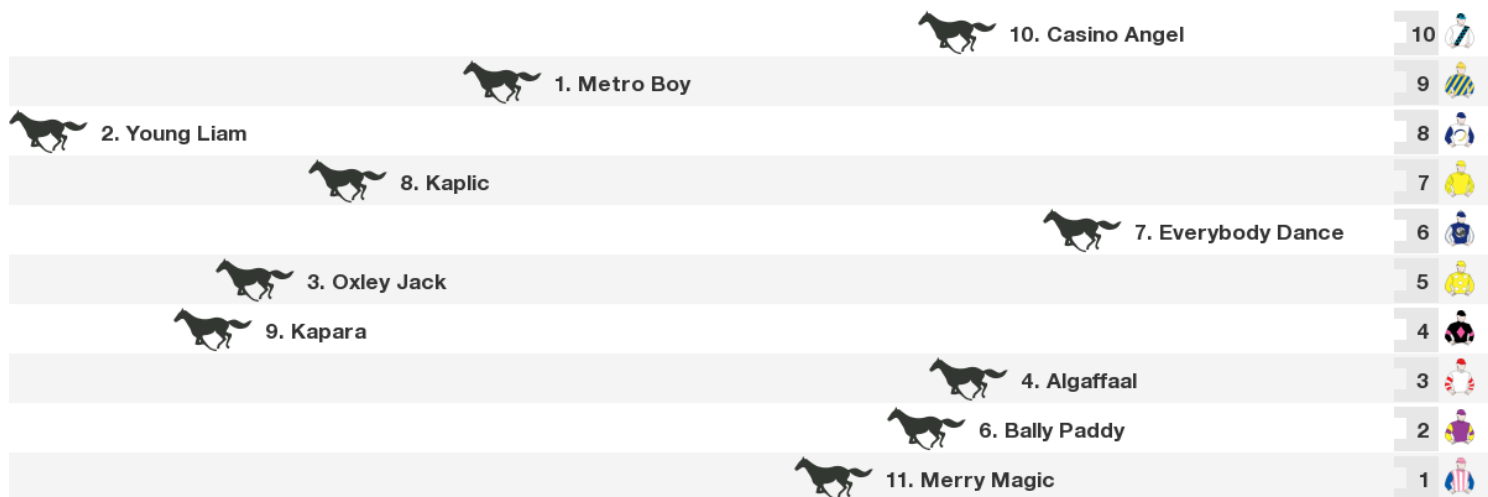 10. Casino Angel 10
1. Metro Boy 9
2. Young Liam 8
8. Kaplic 7
7. Everybody Dance 6
3. Oxley Jack 5
9. Kapara 4
4. Algaffaal 3
6. Bally Paddy 2
11. Merry Magic 1